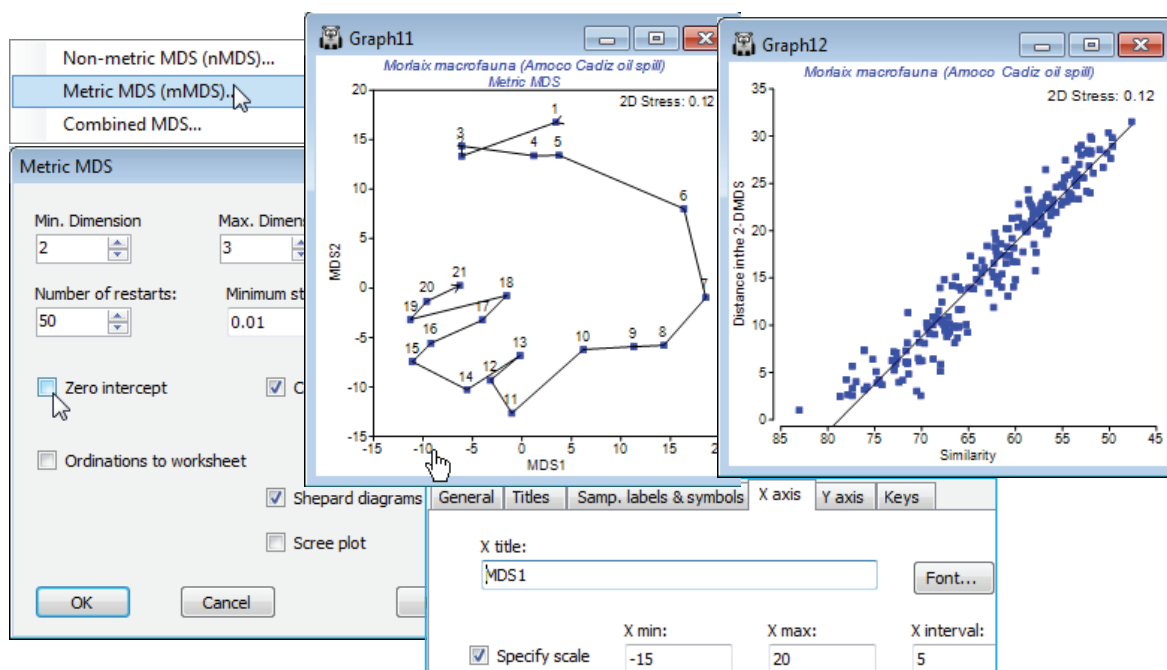 Non-metric MDS (nMDS)...
Metric MDS (mMDS)...
Combined MDS...
Metric MDS
Min. Dimension
Max. Dimen
2
3
Number of restarts:
Minimum st
50
0.01
Zero intercept
C
Ordinations to worksheet
Shepard diagrams
Scree plot
OK
Cancel
Graph11
Morlaix macrofauna (Amoco Cadiz oil spill)
Metric MDS
2D Stress: 0.12
MDS2
20
15
10
5
0
-5
-10
-15
1
3
4
5
6
7
8
9
10
11
12
13
14
15
16
17
18
19
20
21
-15
-10
-5
0
5
10
15
2
MDS1
Graph12
Morlaix macrofauna (Amoco Cadiz oil spill)
2D Stress: 0.12
Distance in the 2-DMDS
35
30
25
20
15
10
5
0
85
80
75
70
65
60
55
50
45
Similarity
General
Titles
Samp. labels & symbols
X axis
Y axis
Keys
X title:
MDS1
Font...
Specify scale
X min:
X max:
X interval:
-15
20
5